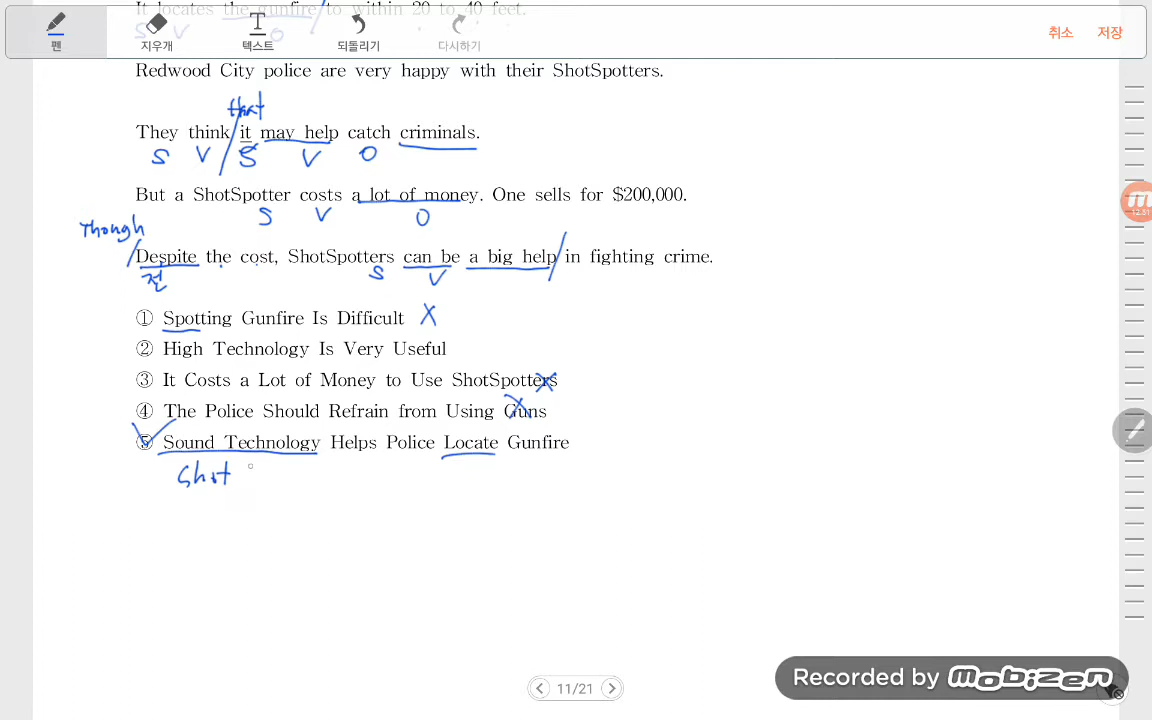 It locates the gunfire/ to within 20 to 40 feet.
S V O
펜 지우개 텍스트 되돌리기 다시하기 취소 저장
Redwood City police are very happy with their ShotSpotters.
that
They think it may help catch criminals.
S V S V O
But a ShotSpotter costs a lot of money. One sells for $200,000.
S V O
Though
Despite the cost, ShotSpotters can be a big help in fighting crime.
전 S V
① Spotting Gunfire Is Difficult X
② High Technology Is Very Useful
③ It Costs a Lot of Money to Use ShotSpotters X
④ The Police Should Refrain from Using Guns X
⑤ Sound Technology Helps Police Locate Gunfire
Shot
11/21
Recorded by mobizen